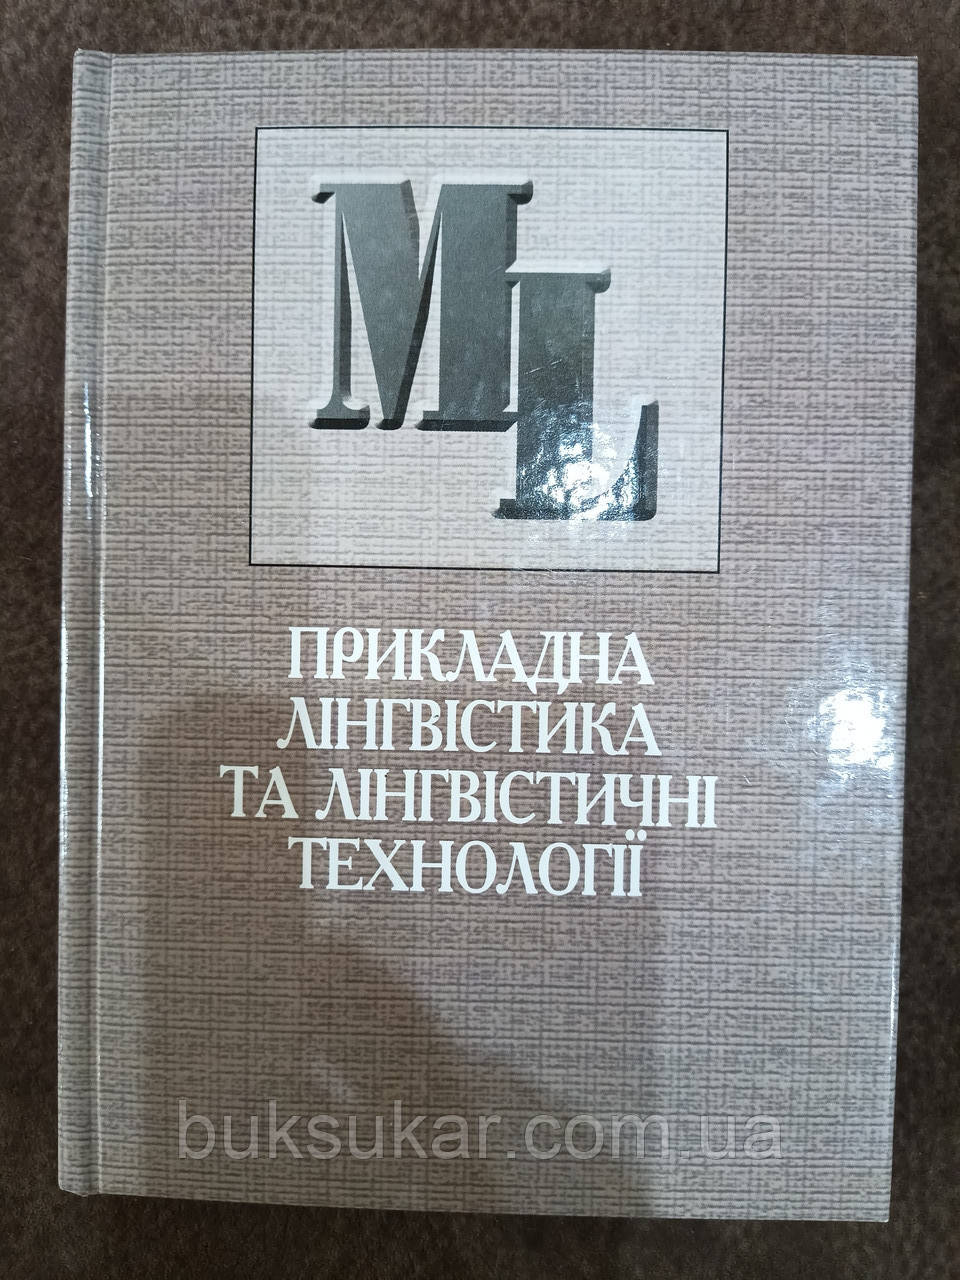 ML
ПРИКЛАДНА
ЛІНГВІСТИКА
ТА ЛІНГВІСТИЧНІ
ТЕХНОЛОГІЇ
buksukar.com.ua